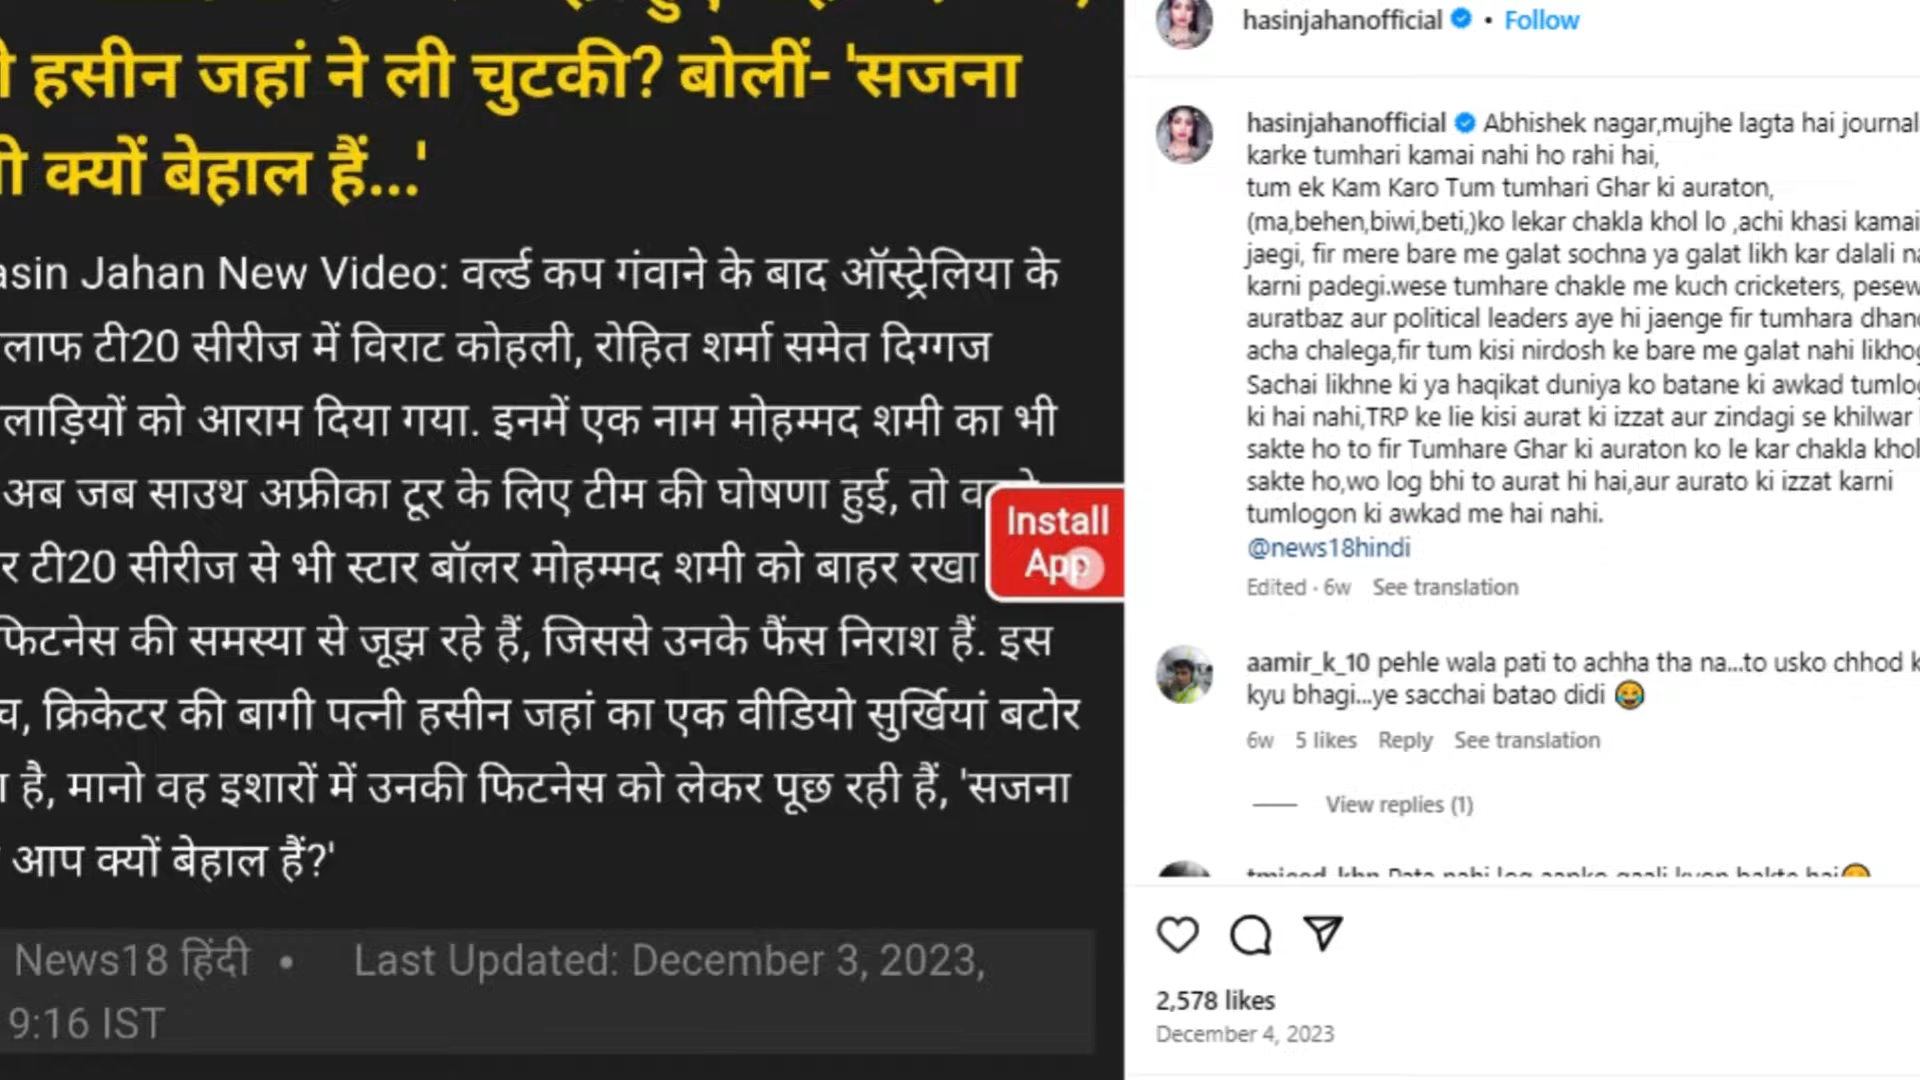 हसीन जहां ने ली चुटकी? बोलीं- 'सजना
क्यों बेहाल हैं...'
Jahan New Video: वर्ल्ड कप गंवाने के बाद ऑस्ट्रेलिया के
टी20 सीरीज में विराट कोहली, रोहित शर्मा समेत दिग्गज
को आराम दिया गया. इनमें एक नाम मोहम्मद शमी का भी
अब जब साउथ अफ्रीका टूर के लिए टीम की घोषणा हुई, तो
टी20 सीरीज से भी स्टार बॉलर मोहम्मद शमी को बाहर रखा
फिटनेस की समस्या से जूझ रहे हैं, जिससे उनके फैंस निराश हैं. इस
क्रिकेटर की बागी पत्नी हसीन जहां का एक वीडियो सुर्खियां बटोर
है, मानो वह इशारों में उनकी फिटनेस को लेकर पूछ रही हैं, 'सजना
आप क्यों बेहाल हैं?'
Install
App
News18 हिंदी • Last Updated: December 3, 2023,
9:16 IST
hasinjahanofficial • Follow
hasinjahanofficial Abhishek nagar,mujhe lagta hai journal
karke tumhari kamai nahi ho rahi hai,
tum ek Kam Karo Tum tumhari Ghar ki auraton,
(ma,behen,biwi,beti,)ko lekar chakla khol lo ,achi khasi kamai
jaegi, fir mere bare me galat sochna ya galat likh kar dalali
karni padegi.wese tumhare chakle me kuch cricketers,
auratbaz aur political leaders aye hi jaenge fir tumhara
acha chalega,fir tum kisi nirdosh ke bare me galat nahi
Sachai likhne ki ya haqikat duniya ko batane ki awkad
ki hai nahi,TRP ke lie kisi aurat ki izzat aur zindagi se khilwar
sakte ho to fir Tumhare Ghar ki auraton ko le kar chakla khol
sakte ho,wo log bhi to aurat hi hai,aur aurato ki izzat karni
tumlogon ki awkad me hai nahi.
@news18hindi
Edited · 6w See translation
aamir_k_10 pehle wala pati to achha tha na...to usko chhod
kyu bhagi...ye sacchai batao didi 😂
6w 5 likes Reply See translation
View replies (1)
2,578 likes
December 4, 2023